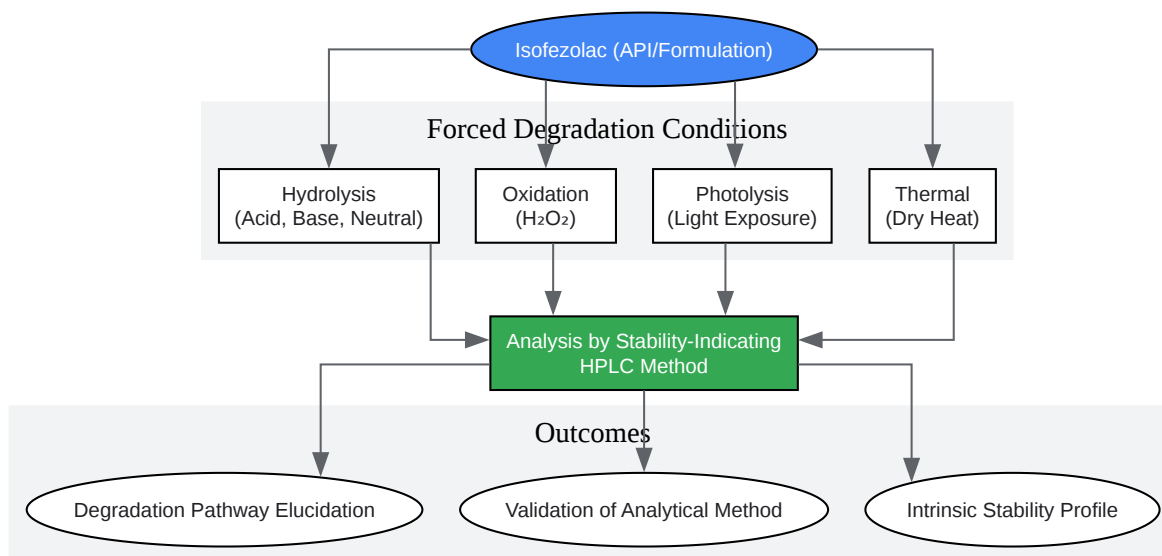 Isofezolac (API/Formulation)
Forced Degradation Conditions
Hydrolysis
(Acid, Base, Neutral)
Oxidation
(H₂O₂)
Photolysis
(Light Exposure)
Thermal
(Dry Heat)
Analysis by Stability-Indicating
HPLC Method
Outcomes
Degradation Pathway Elucidation
Validation of Analytical Method
Intrinsic Stability Profile